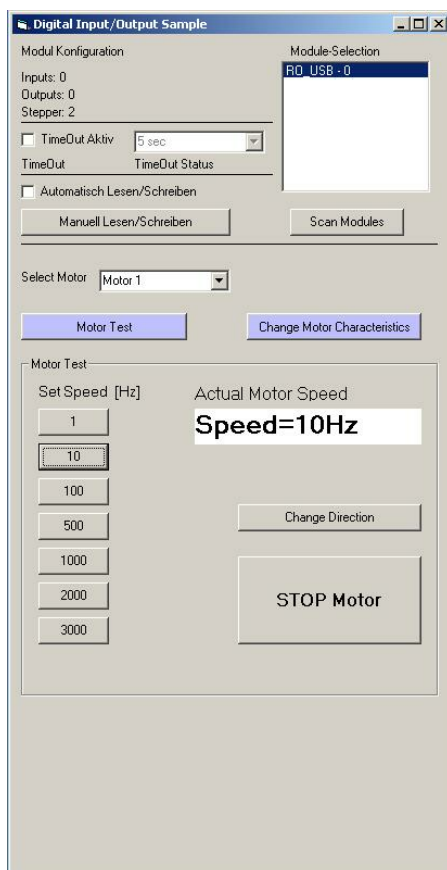 Digital Input/Output Sample
Modul Konfiguration
Module-Selection
Inputs: 0
Outputs: 0
Stepper: 2
RO_USB - 0
TimeOut Aktiv
5 sec
TimeOut
TimeOut Status
Automatisch Lesen/Schreiben
Manuell Lesen/Schreiben
Scan Modules
Select Motor
Motor 1
Motor Test
Change Motor Characteristics
Motor Test
Set Speed [Hz]
Actual Motor Speed
1
Speed=10Hz
10
100
500
Change Direction
1000
2000
STOP Motor
3000